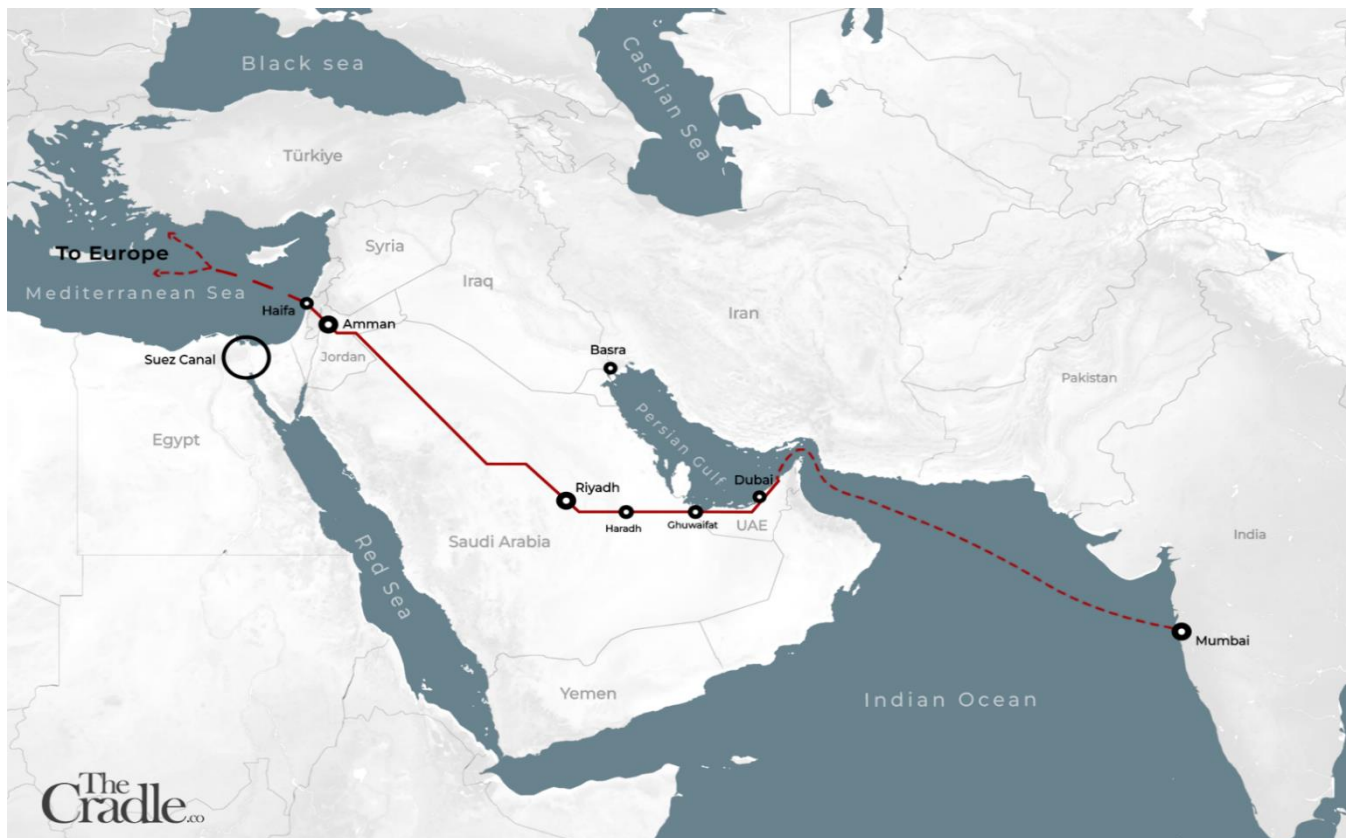 Black sea
Caspian Sea
Türkiye
To Europe
Syria
Mediterranean Sea
Iraq
Haifa
Iran
Amman
Suez Canal
Jordan
Basra
Pakistan
Persian Gulf
Egypt
Dubai
Riyadh
Haradh
Ghuwaifat
UAE
India
Saudi Arabia
Red Sea
Mumbai
Yemen
Indian Ocean
The
Cradle.co